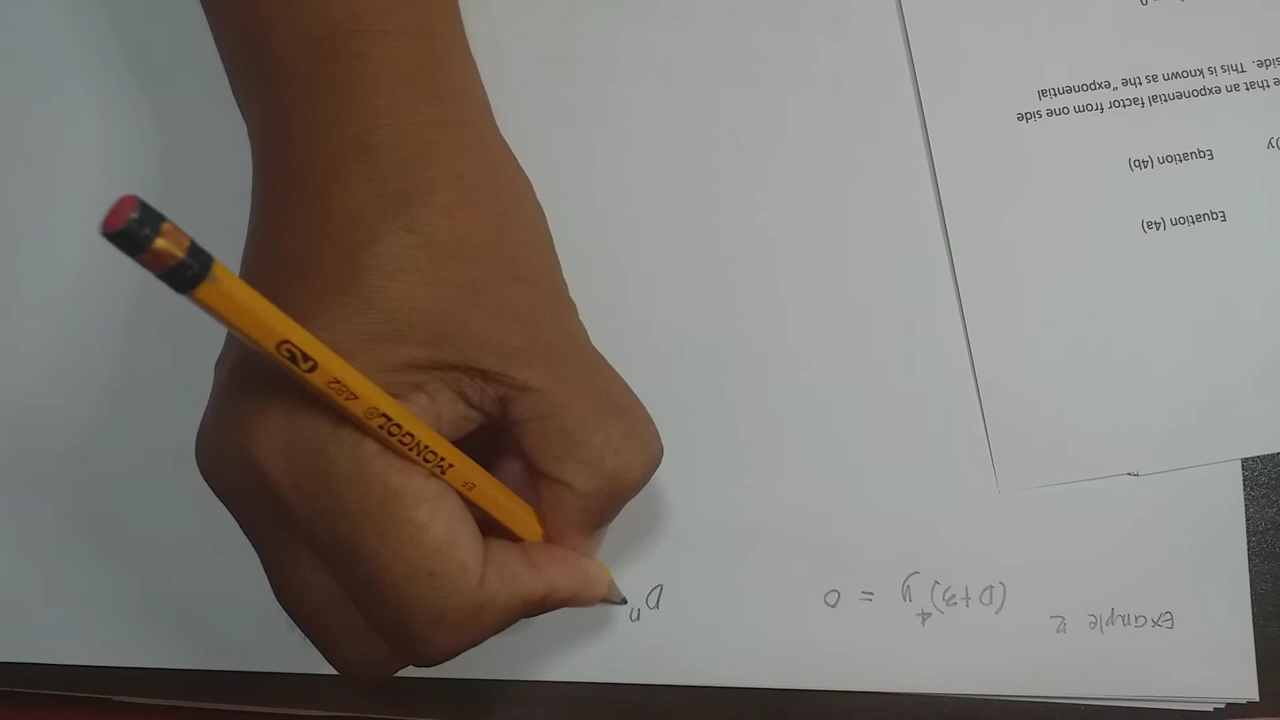 Example 2 (D+3)⁴y = 0 Dⁿ
Equation (4a)
Equation (4b)
that an exponential factor from one side
side. This is known as the "exponential
EF MONGOL® 482 2